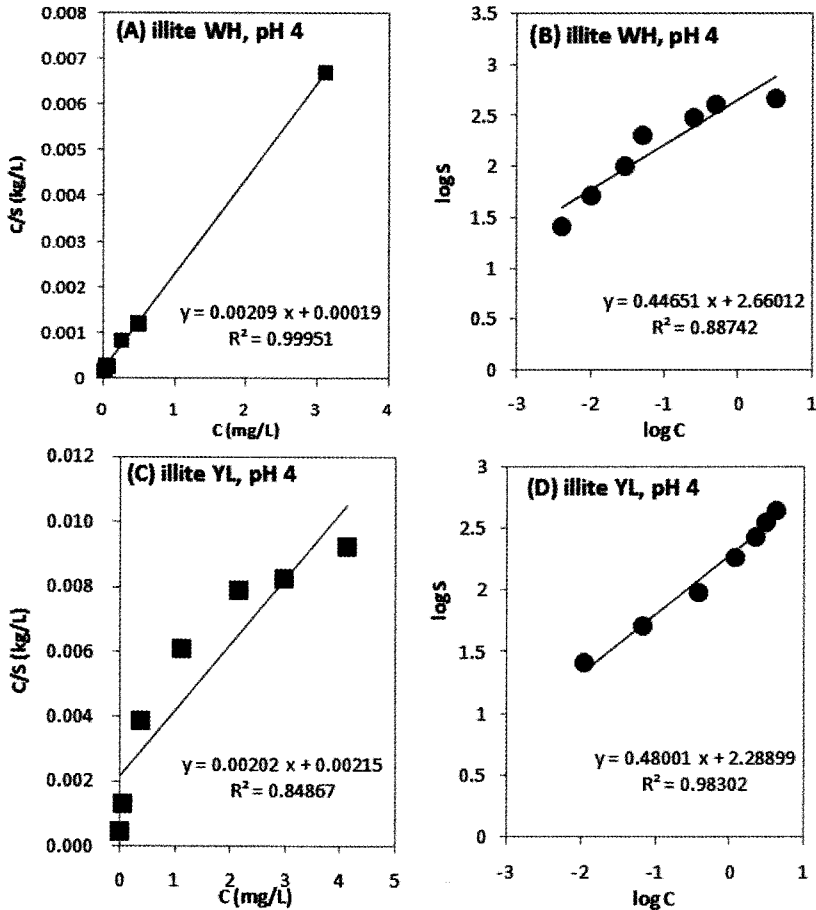 (A) illite WH, pH 4
0.008
0.007
0.006
0.005
0.004
0.003
0.002
0.001
0
C/S (kg/L)
y = 0.00209 x + 0.00019
R² = 0.99951
0 1 2 3 4
C (mg/L)
(B) illite WH, pH 4
3.5
3
2.5
2
1.5
1
0.5
0
log S
y = 0.44651 x + 2.66012
R² = 0.88742
-3 -2 -1 0 1
log C
(C) illite YL, pH 4
0.012
0.010
0.008
0.006
0.004
0.002
0.000
C/S (kg/L)
y = 0.00202 x + 0.00215
R² = 0.84867
0 1 2 3 4 5
C (mg/L)
(D) illite YL, pH 4
3
2.5
2
1.5
1
0.5
0
log S
y = 0.48001 x + 2.28899
R² = 0.98302
-3 -2 -1 0 1
log C